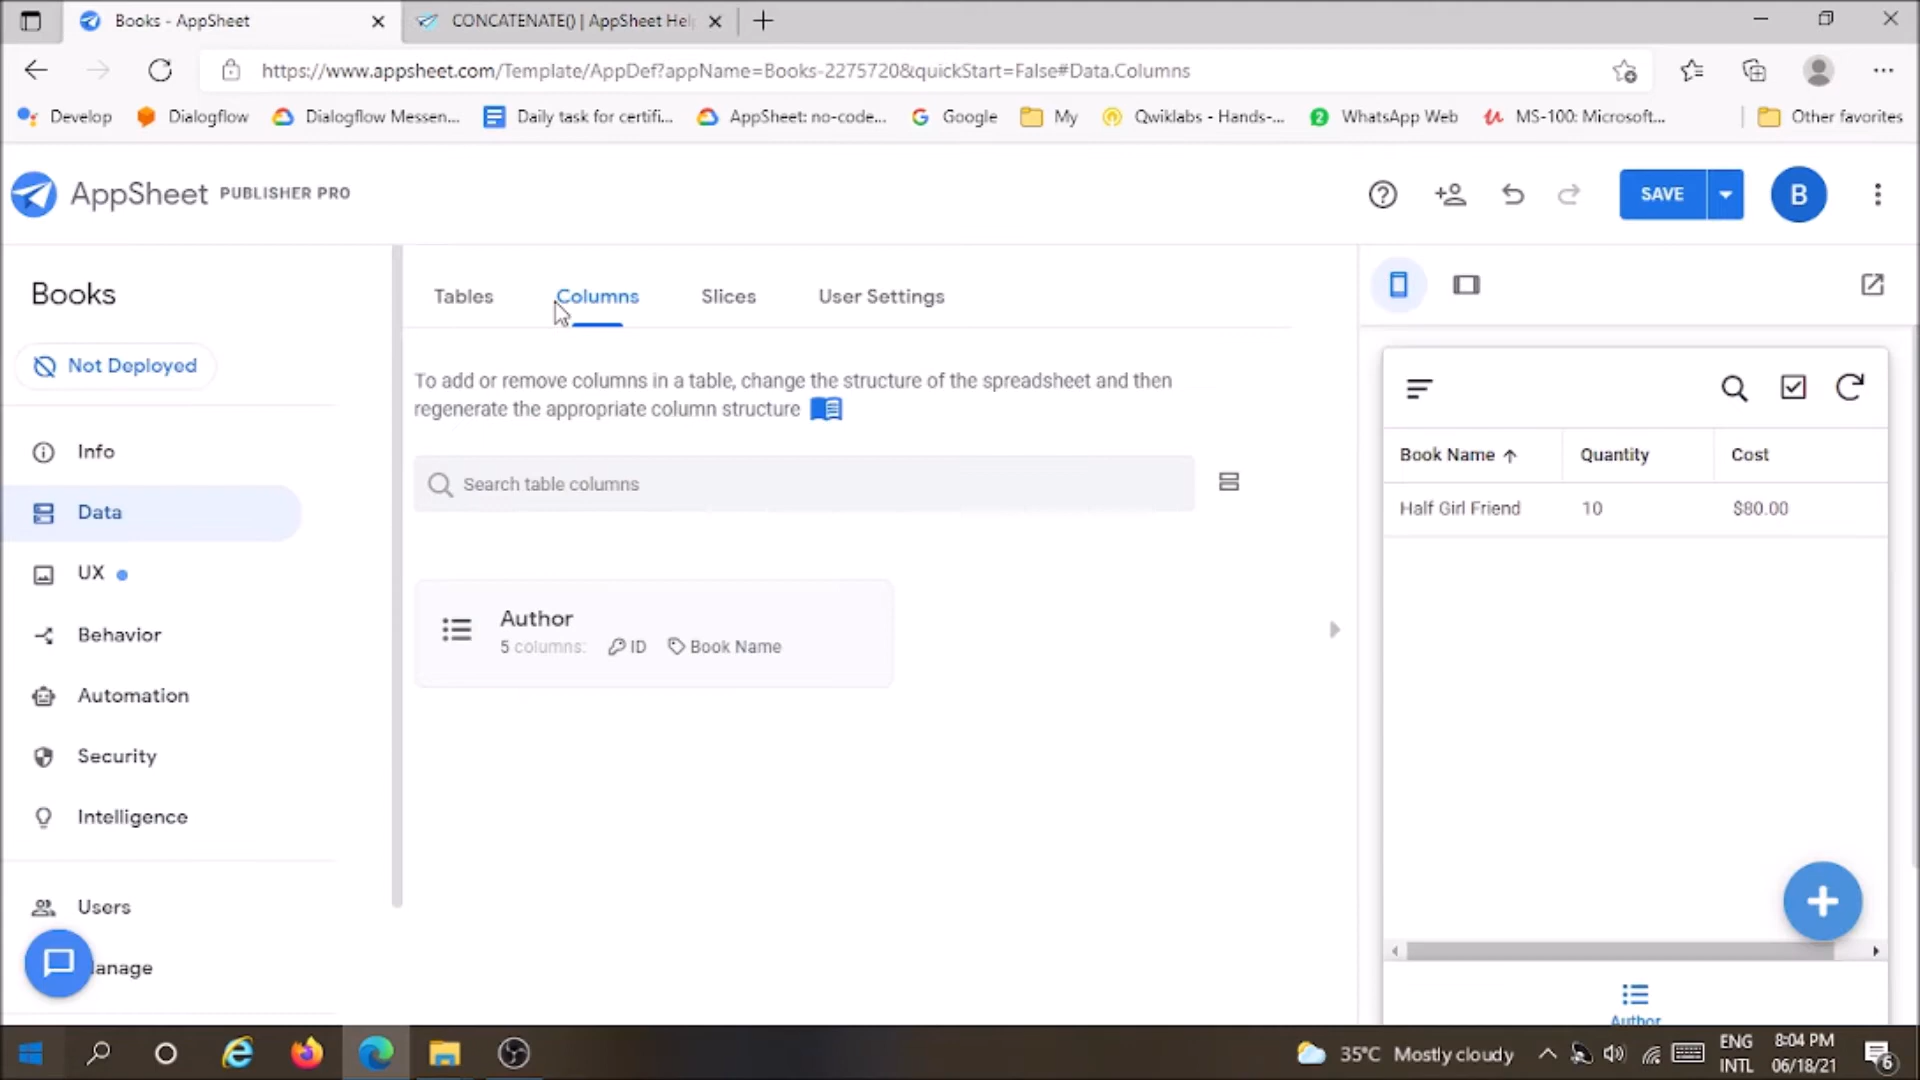 Books - AppSheet
CONCATENATE() | AppSheet Hel
https://www.appsheet.com/Template/AppDef?appName=Books-2275720&quickStart=False#Data.Columns
Develop
Dialogflow
Dialogflow Messen...
Daily task for certifi...
AppSheet: no-code...
Google
My
Qwiklabs - Hands-...
2
WhatsApp Web
MS-100: Microsoft...
Other favorites
AppSheet PUBLISHER PRO
SAVE
B
Books
Not Deployed
Info
Data
UX
Behavior
Automation
Security
Intelligence
Users
anage
Tables
Columns
Slices
User Settings
To add or remove columns in a table, change the structure of the spreadsheet and then
regenerate the appropriate column structure
Search table columns
Author
5 columns: ID Book Name
Book Name Quantity Cost
Half Girl Friend 10 $80.00
Author
35°C Mostly cloudy
ENG
INTL
8:04 PM
06/18/21
6